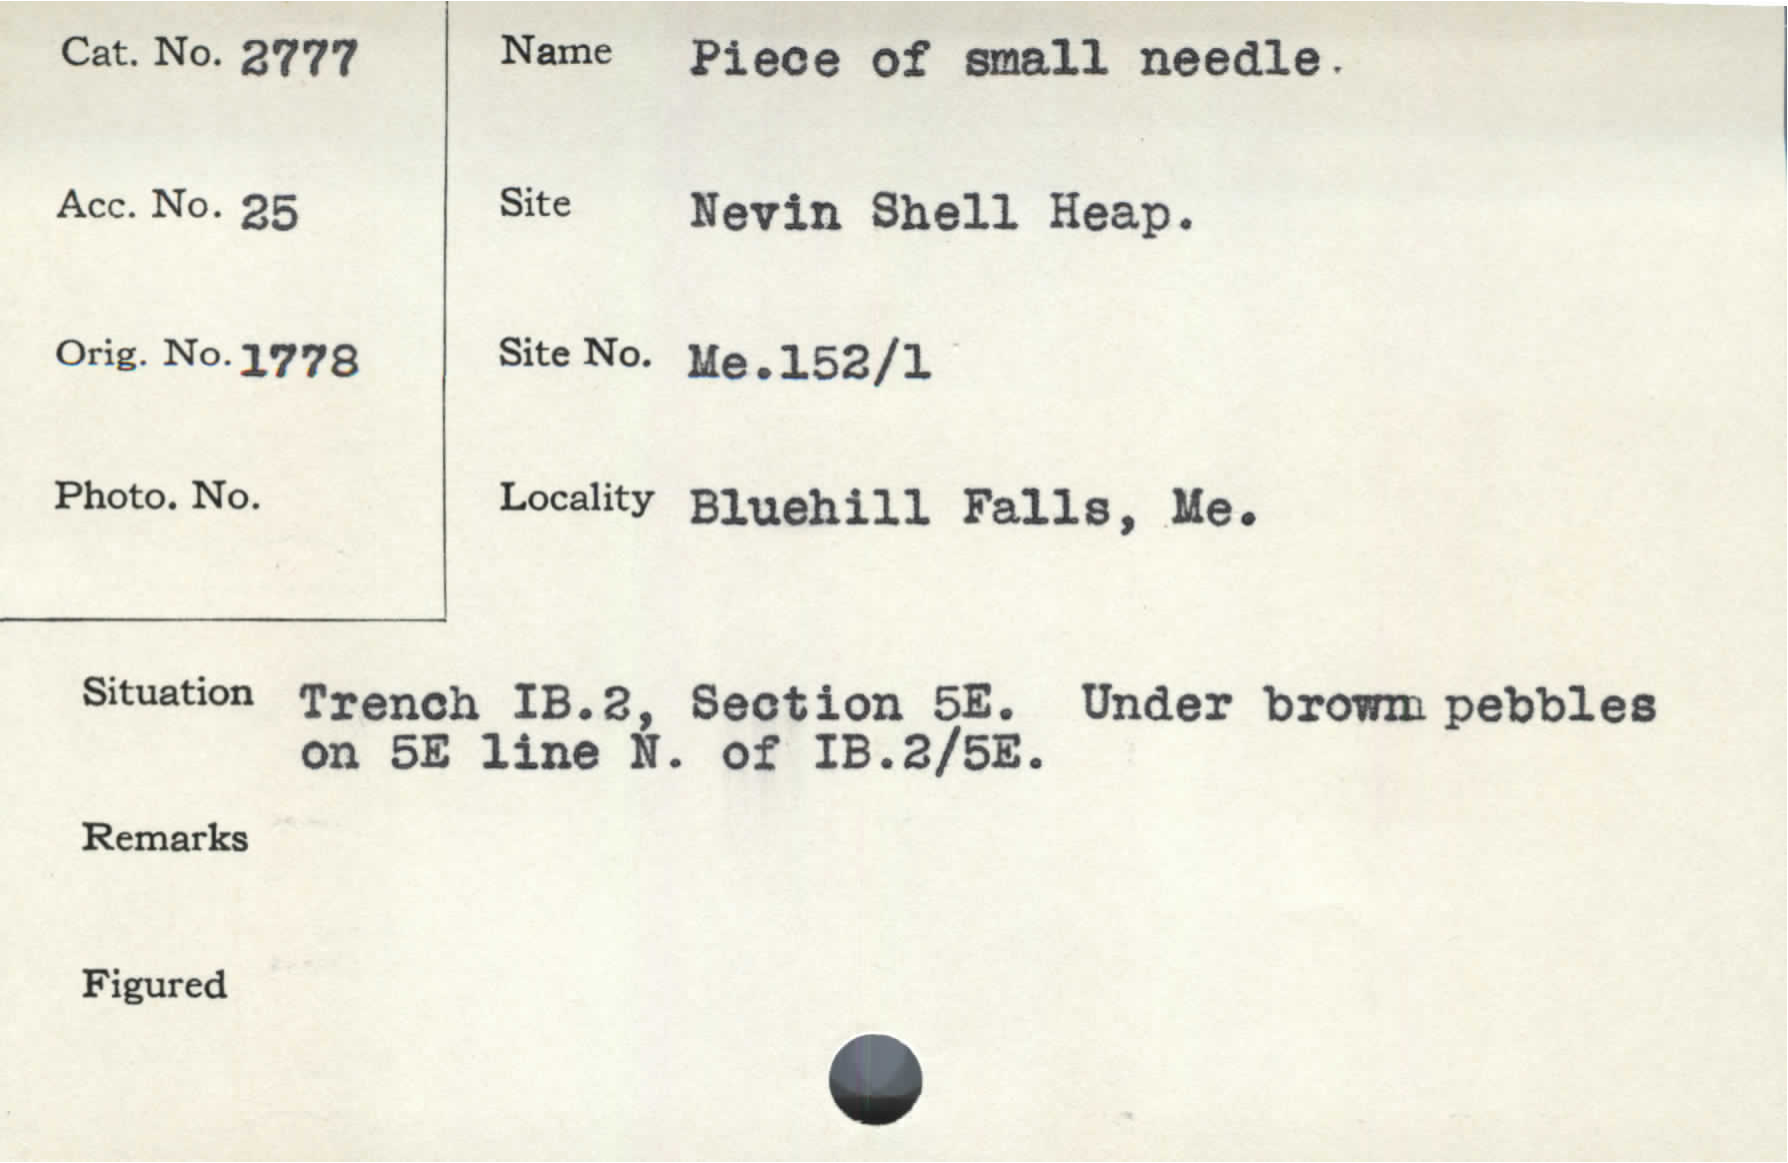 Cat. No. 2777
Name Piece of small needle.
Acc. No. 25
Site Nevin Shell Heap.
Orig. No. 1778
Site No. Me.152/1
Photo. No.
Locality Bluehill Falls, Me.
Situation Trench IB.2, Section 5E. Under brown pebbles
on 5E line N. of IB.2/5E.
Remarks
Figured